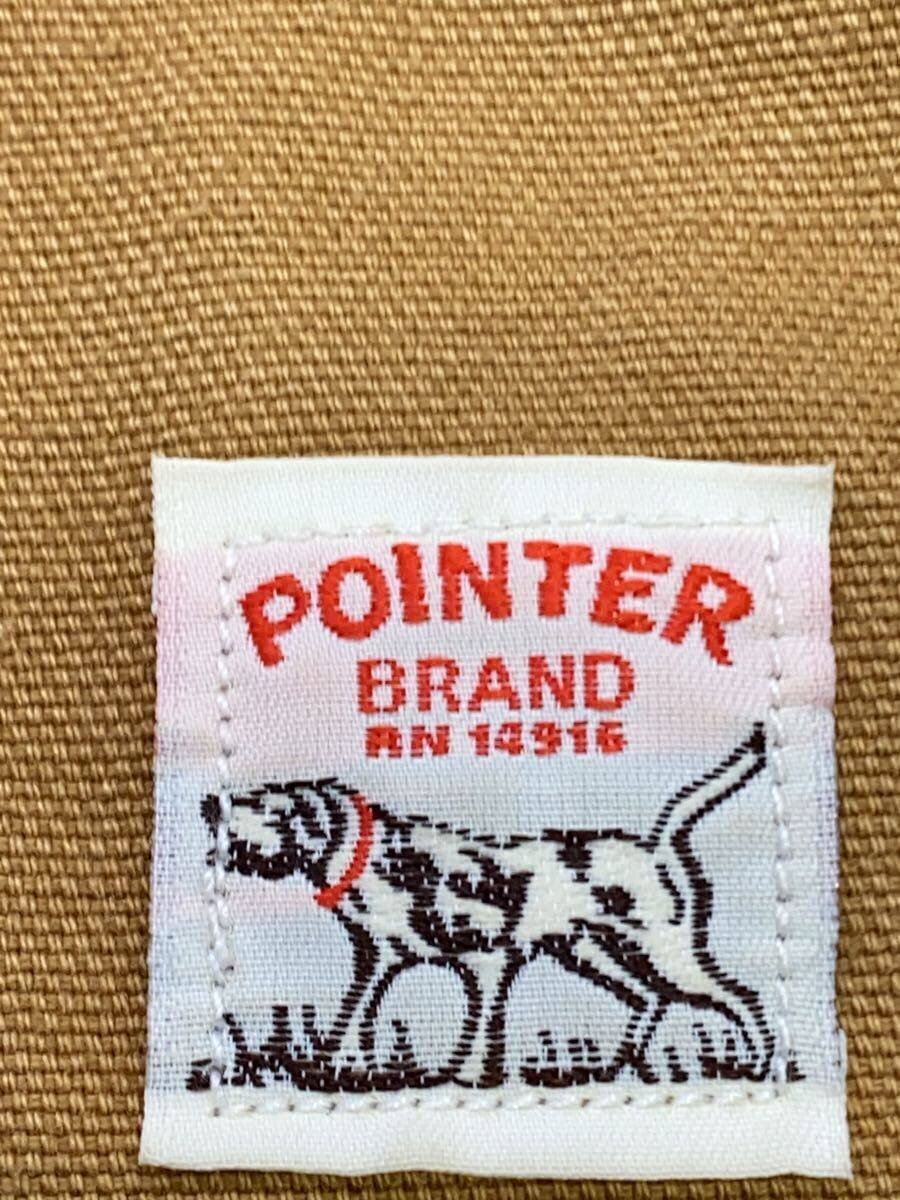 POINTER
BRAND
RN 14916